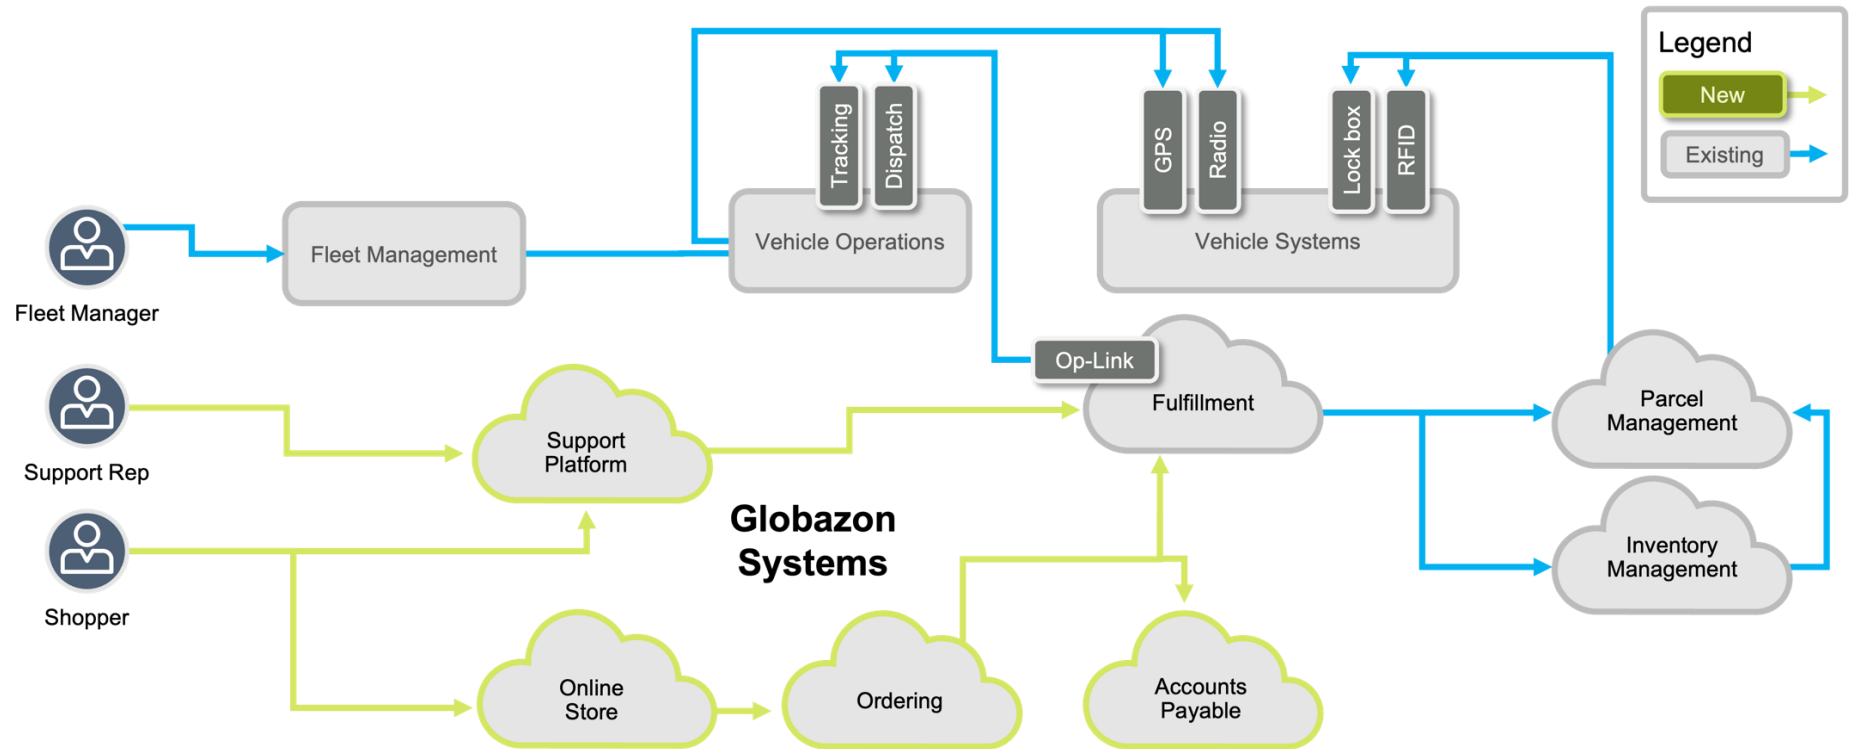 Legend
New
Existing
Tracking
Dispatch
GPS
Radio
Lock box
RFID
Fleet Management
Vehicle Operations
Vehicle Systems
Fleet Manager
Op-Link
Fulfillment
Parcel
Management
Support
Platform
Support Rep
Globazon
Systems
Inventory
Management
Shopper
Online
Store
Ordering
Accounts
Payable